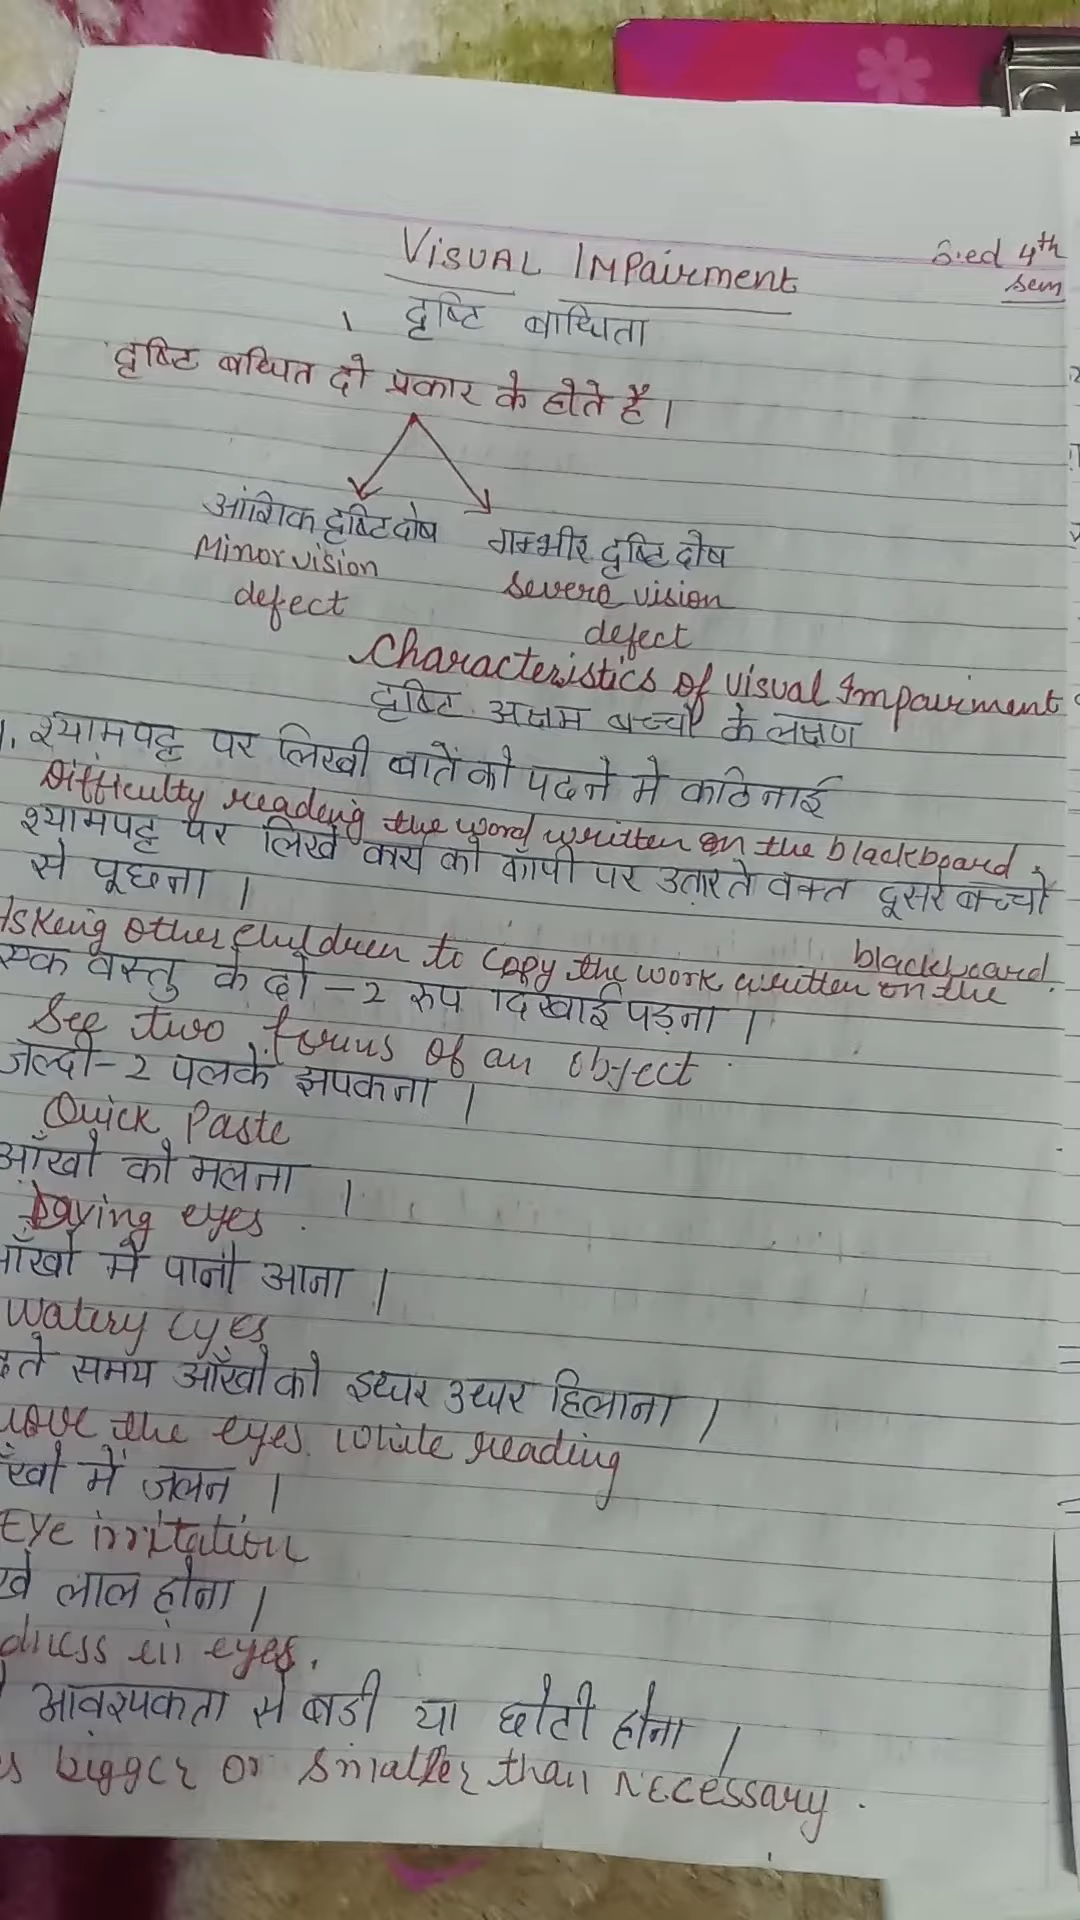 VISUAL IMPairment
B.ed 4th
sem
दृष्टि बाधिता
दृष्टि बधित दो प्रकार के होते हैं।
आंशिक दृष्टि दोष गम्भीर दृष्टि दोष
Minor vision severe vision
defect defect
Characteristics of visual Impairment
दृष्टि अक्षम बच्चों के लक्षण
1. श्यामपट्ट पर लिखी बातें को पढने मे कठिनाई
Difficulty reading the word written on the blackboard.
श्यामपट्ट पर लिखे कार्य को कॉपी पर उतारते वक्त दूसरे बच्चो
से पूछना।
Asking other children to copy the work written on the blackboard.
एक वस्तु के दो-2 रुप दिखाई पड़ना।
See two forms of an object.
जल्दी-2 पलकें झपकना।
Quick Paste
आँखो को मलना।
eyes.
आँखो में पानी आना।
watery eyes
समय आँखो को इधर उधर हिलाना।
the eyes while reading
में जलन।
Eye irritation
लाल होना।
in eyes.
आवश्यकता से बडी या छोटी होना।
bigger or smaller than necessary.